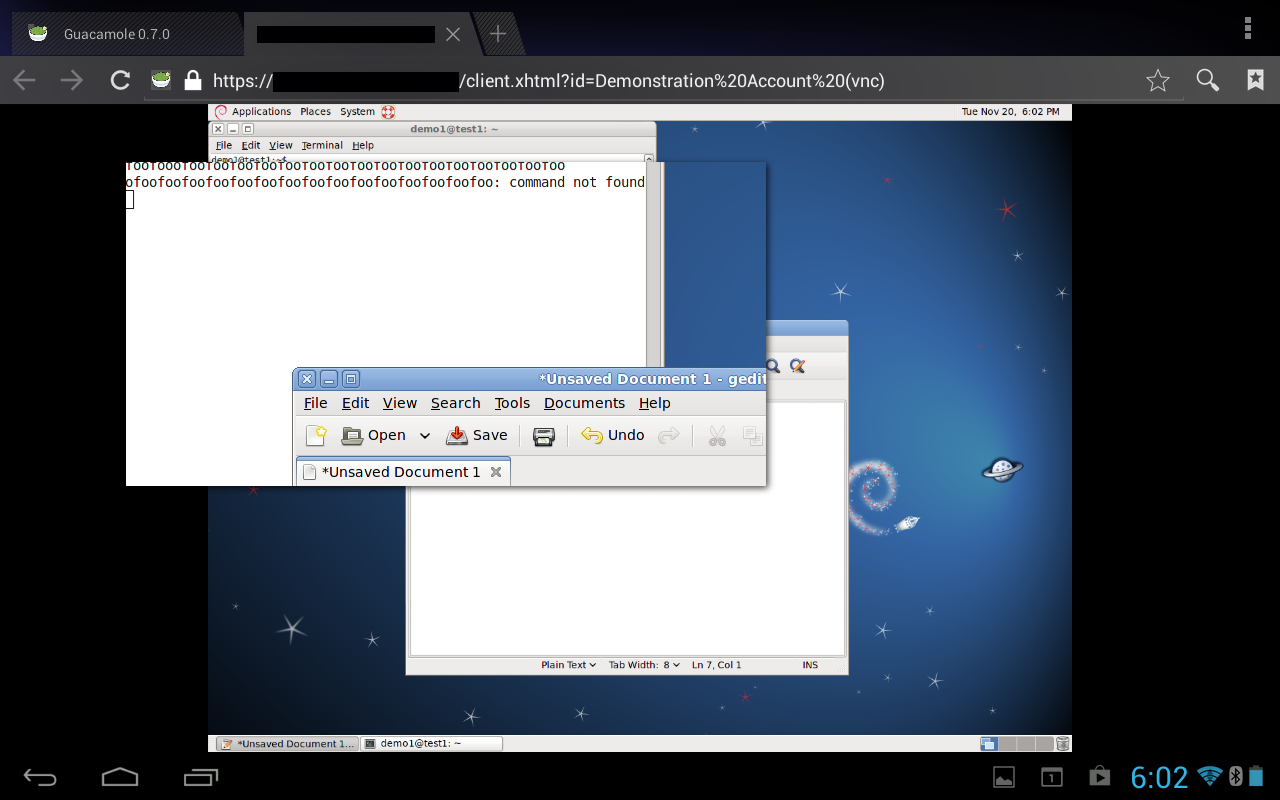 Guacamole 0.7.0
https:// /client.xhtml?id=Demonstration%20Account%20(vnc)
Applications Places System Tue Nov 20, 6:02 PM
demo1@test1: ~
File Edit View Terminal Help
demo1@test1:~$
foofooofoofoofoofoofoofoofoofoofoofoofoofoofoofoofoo
ofoofoofoofoofoofoofoofoofoofoofoofoofoofoofoo: command not found
*Unsaved Document 1 - gedit
File Edit View Search Tools Documents Help
Open Save Undo
*Unsaved Document 1
Plain Text Tab Width: 8 Ln 7, Col 1 INS
*Unsaved Document 1... demo1@test1: ~
1 6:02